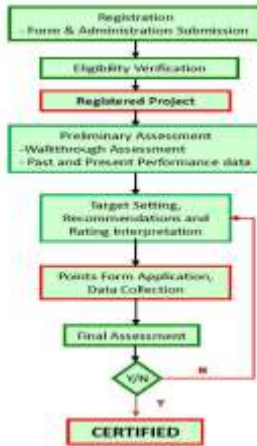 Registration
- Form & Administration Submission
Eligibility Verification
Registered Project
Preliminary Assessment
-Walkthrough Assessment
- Past and Present Performance data
Target Setting,
Recommendations and
Rating Interpretation
Points Form Application,
Data Collection
Final Assessment
Y/N
N
Y
CERTIFIED